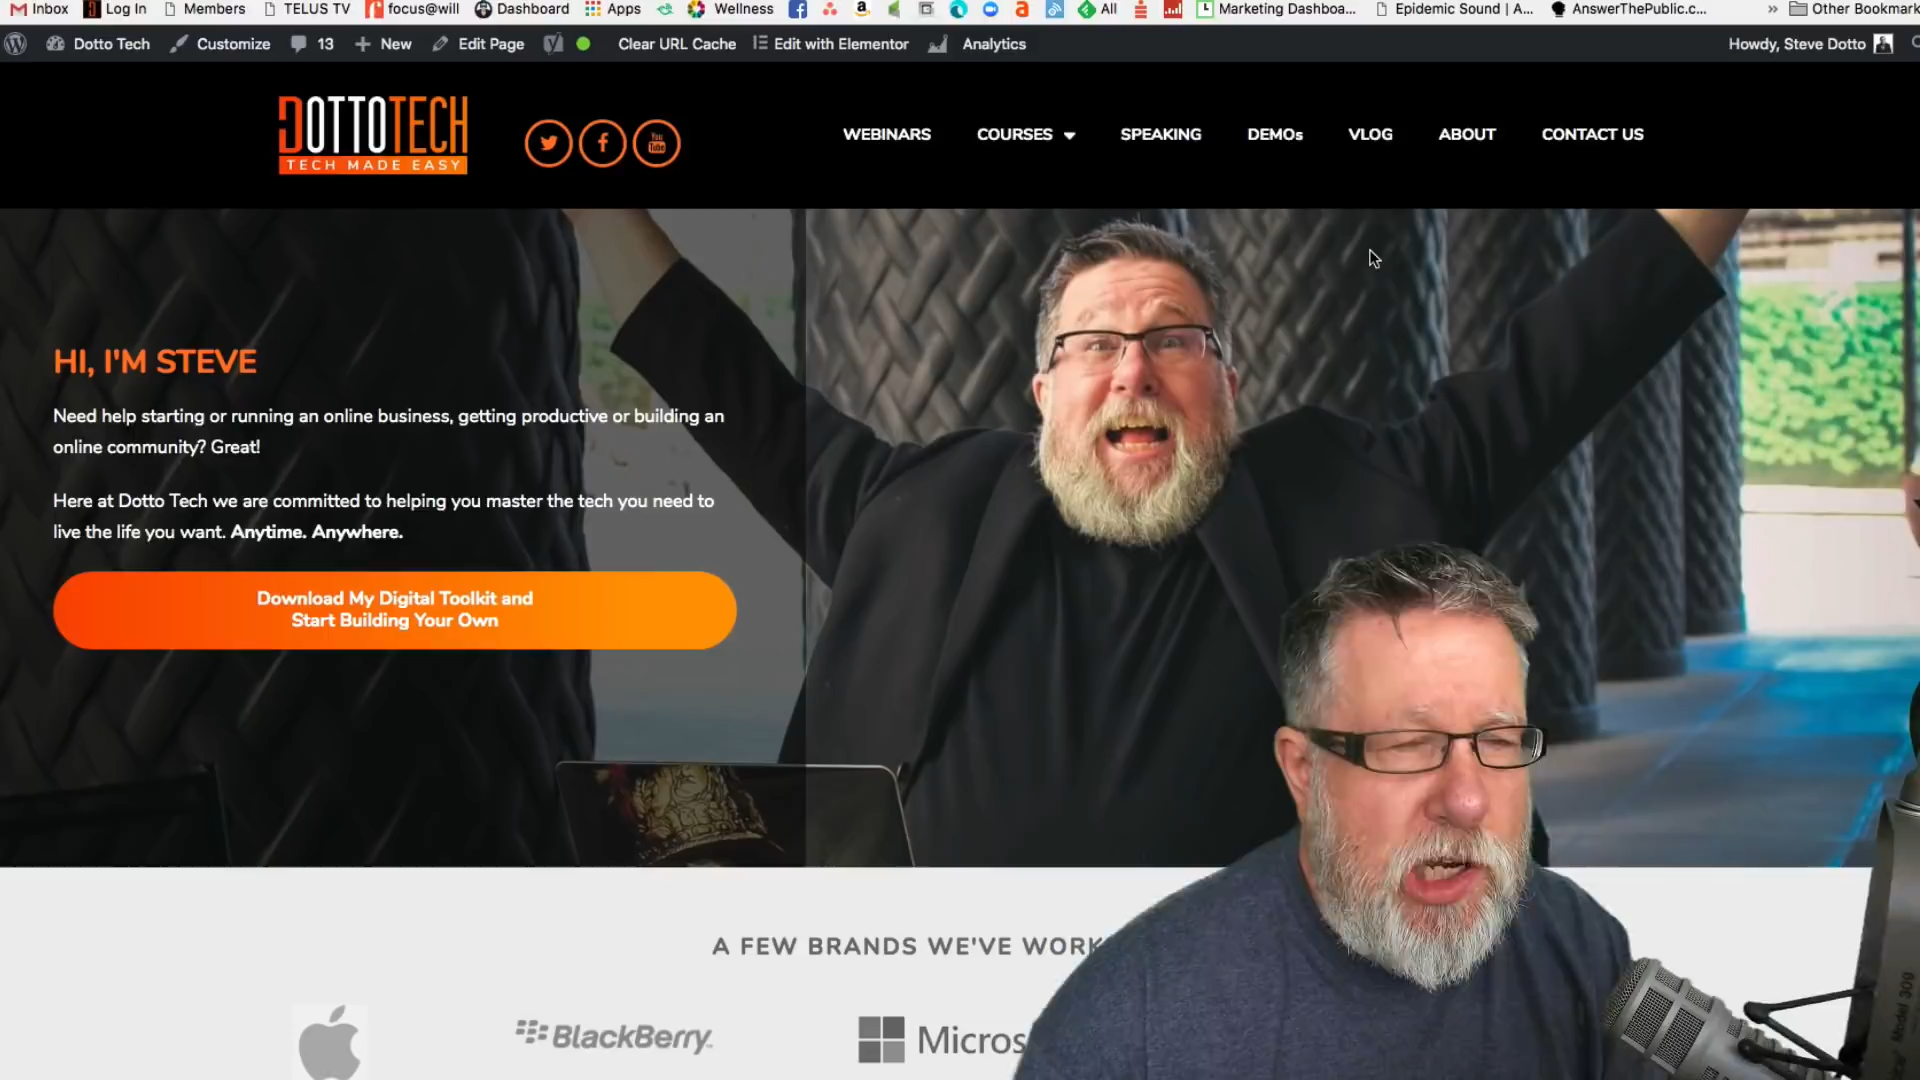 Inbox Log In Members TELUS TV focus@will Dashboard Apps Wellness All Marketing Dashboa... Epidemic Sound | A... AnswerThePublic.c... » Other Bookmark
Dotto Tech Customize 13 New Edit Page Clear URL Cache Edit with Elementor Analytics Howdy, Steve Dotto
DOTTOTECH
TECH MADE EASY
You Tube
WEBINARS COURSES SPEAKING DEMOs VLOG ABOUT CONTACT US
HI, I'M STEVE
Need help starting or running an online business, getting productive or building an
online community? Great!
Here at Dotto Tech we are committed to helping you master the tech you need to
live the life you want. Anytime. Anywhere.
Download My Digital Toolkit and
Start Building Your Own
A FEW BRANDS WE'VE WORK
BlackBerry
Micros
Model 309